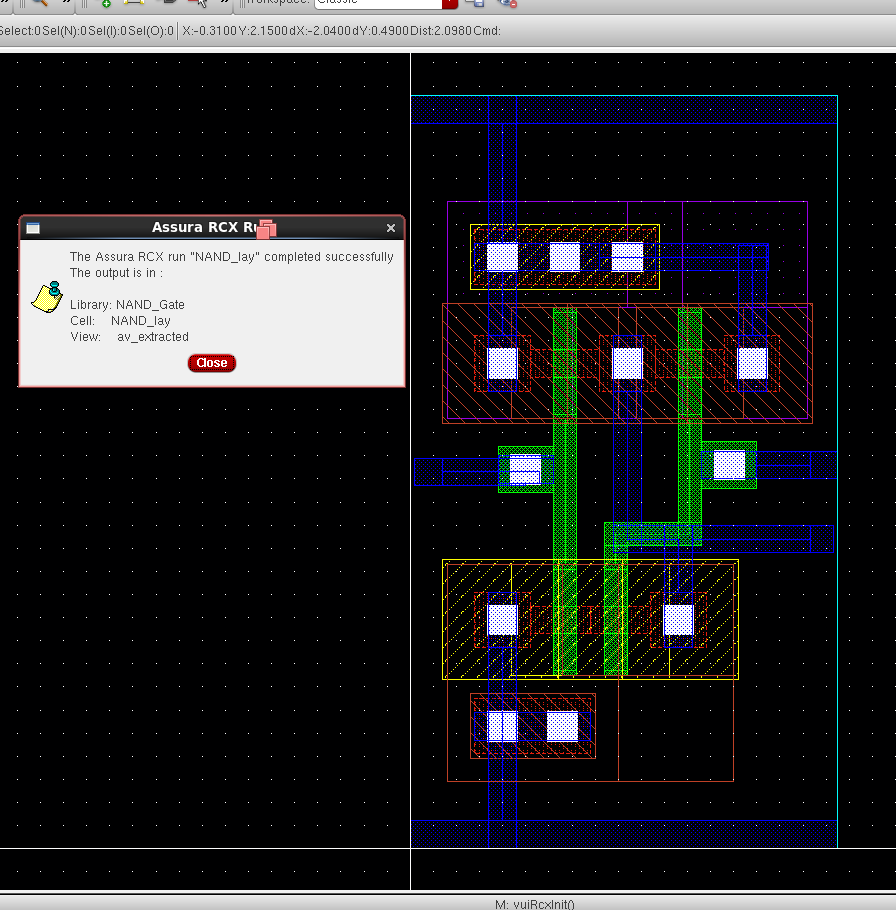 Workspace: Classic
Select:0 Sel(N):0 Sel(I):0 Sel(O):0 X:-0.3100 Y:2.1500 dX:-2.0400 dY:0.4900 Dist:2.0980 Cmd:
Assura RCX Ru
The Assura RCX run "NAND_lay" completed successfully
The output is in :
Library: NAND_Gate
Cell: NAND_lay
View: av_extracted
Close
M: vuiRcxInit()